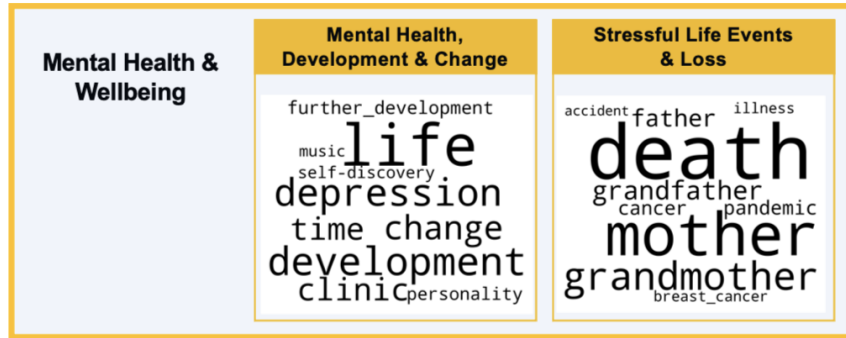 Mental Health &
Wellbeing
Mental Health,
Development & Change
further_development
life
music
self-discovery
depression
time change
development
clinic personality
Stressful Life Events
& Loss
accident father illness
death
grandfather
cancer pandemic
mother
grandmother
breast_cancer